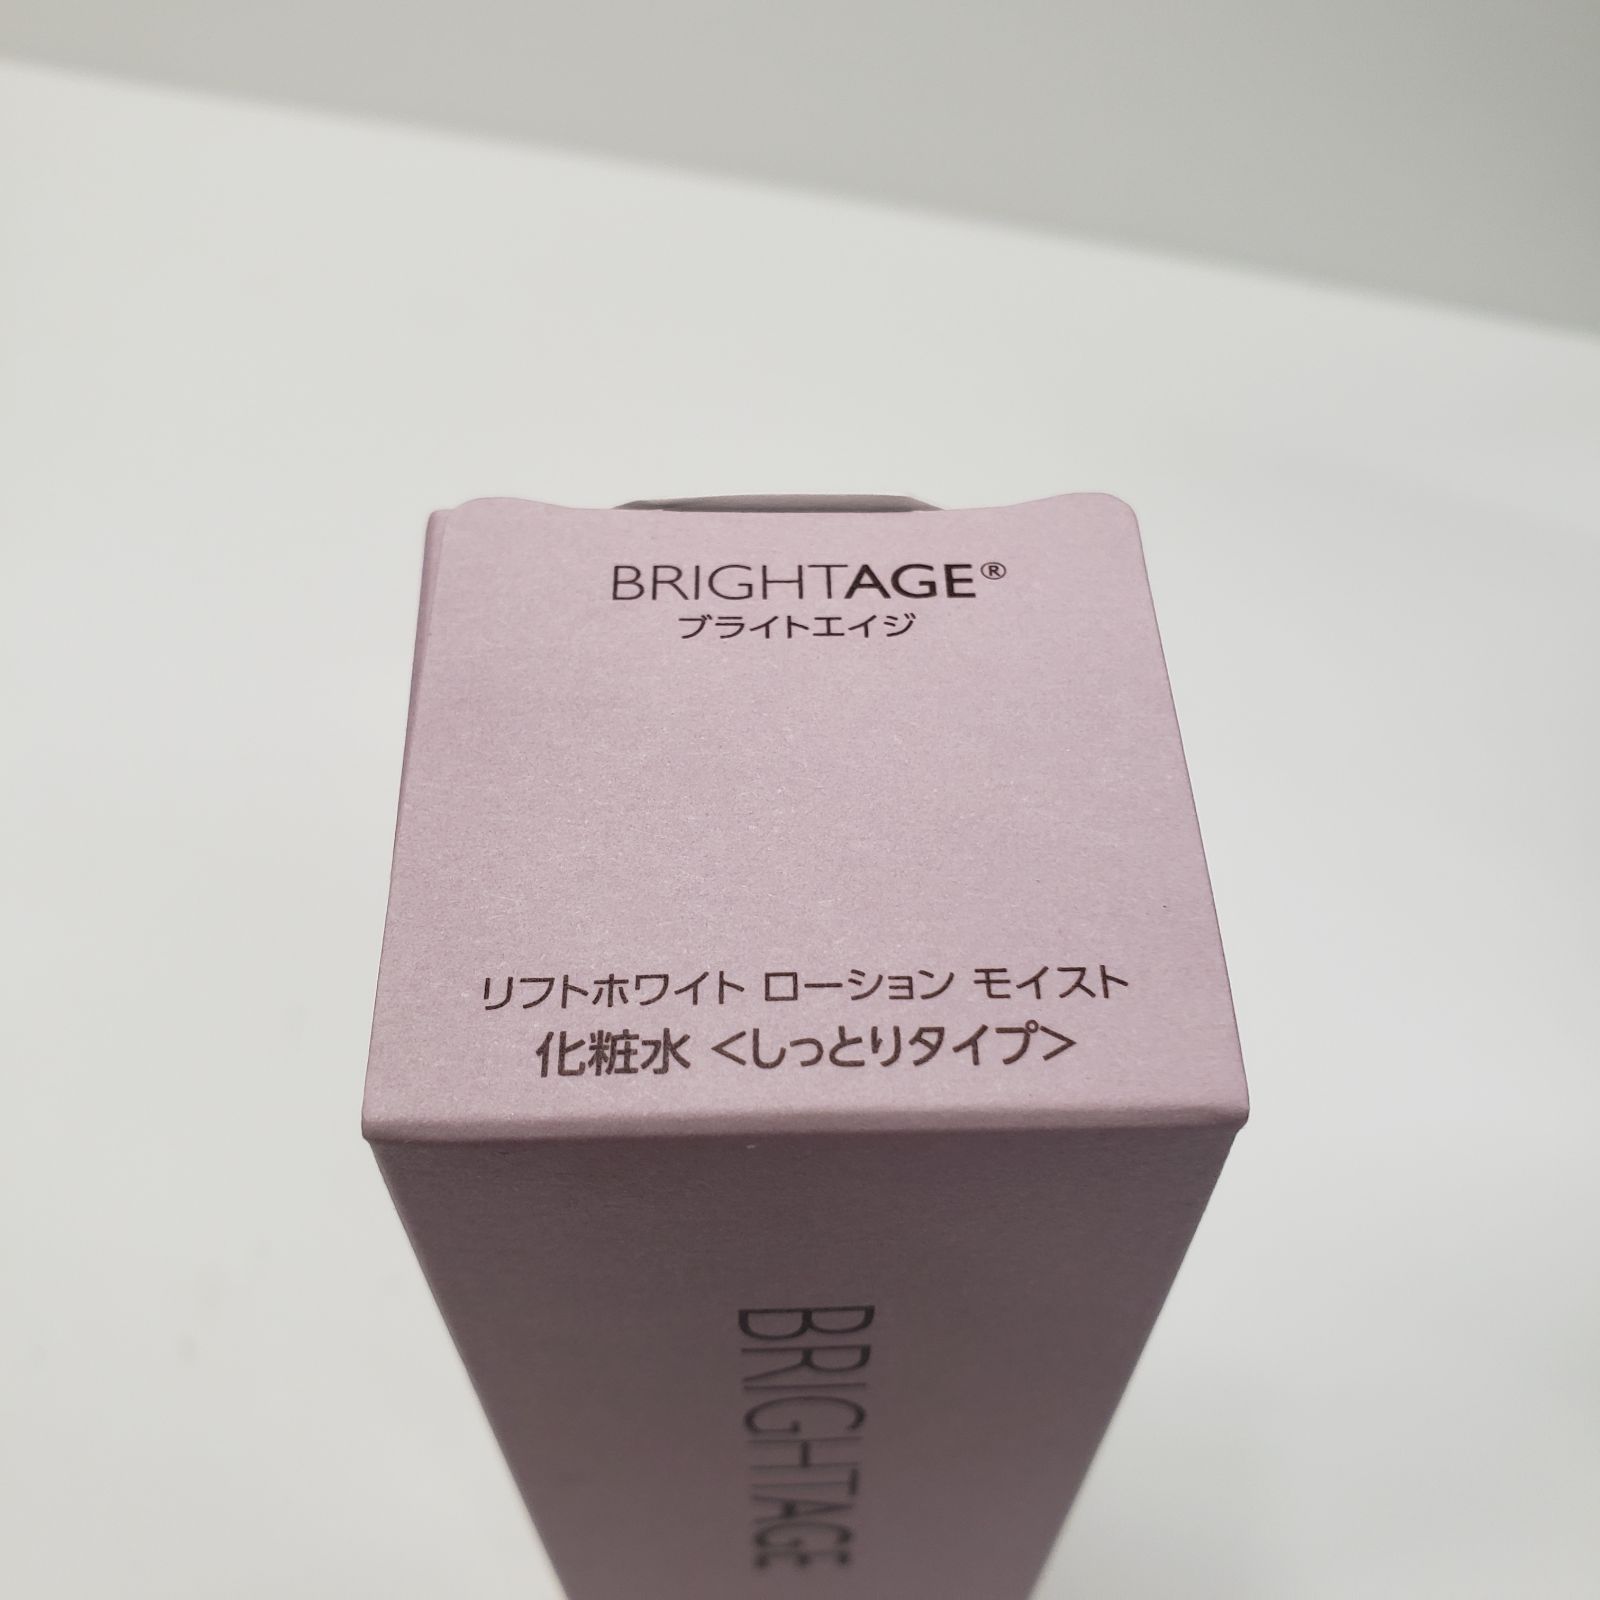 BRIGHTAGE®
ブライトエイジ
リフトホワイト ローション モイスト
化粧水 <しっとりタイプ>
BRIGHTAGE